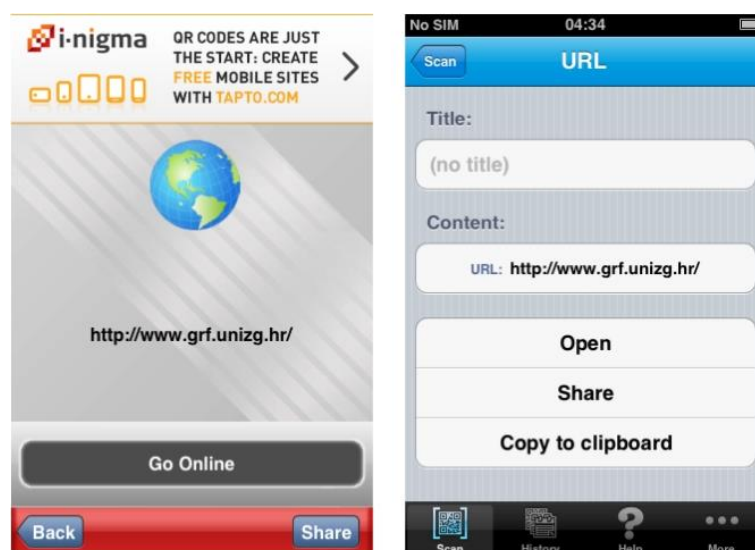 i-nigma
QR CODES ARE JUST
THE START: CREATE
FREE MOBILE SITES
WITH TAPTO.COM
http://www.grf.unizg.hr/
Go Online
Back
Share
No SIM
04:34
Scan
URL
Title:
(no title)
Content:
URL: http://www.grf.unizg.hr/
Open
Share
Copy to clipboard
Scan
History
Help
More